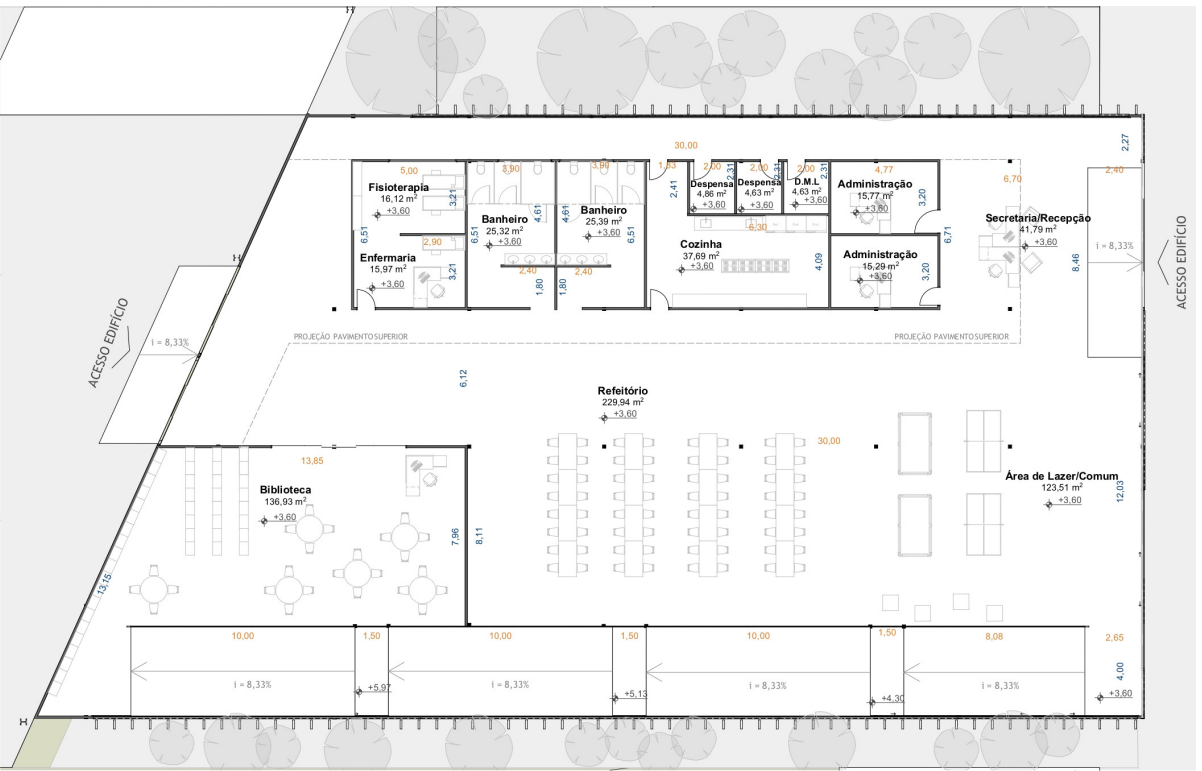 2,27
30,00
5,00
3,90
3,90
1,63
2,00
2,00
2,00
4,77
6,70
2,40
Fisioterapia
16,12 m²
+3,60
3,21
6,51
Banheiro
25,32 m²
+3,60
4,61
6,51
Banheiro
25,39 m²
+3,60
4,61
6,51
2,41
Despensa
4,86 m²
+3,60
2,31
Despensa
4,63 m²
+3,60
2,31
D.M.L
4,63 m²
+3,60
2,31
Administração
15,77 m²
+3,60
3,20
6,71
Secretaria/Recepção
41,79 m²
+3,60
8,46
i = 8,33%
ACESSO EDIFÍCIO
2,90
Enfermaria
15,97 m²
+3,60
3,21
2,40
2,40
1,80
1,80
6,30
Cozinha
37,69 m²
+3,60
4,09
Administração
15,29 m²
+3,60
3,20
ACESSO EDIFÍCIO
i = 8,33%
PROJEÇÃO PAVIMENTO SUPERIOR
PROJEÇÃO PAVIMENTO SUPERIOR
6,12
Refeitório
229,94 m²
+3,60
30,00
13,85
Biblioteca
136,93 m²
+3,60
7,96
8,11
13,15
Área de Lazer/Comum
123,51 m²
+3,60
12,03
10,00
1,50
10,00
1,50
10,00
1,50
8,08
2,65
i = 8,33%
+5,97
i = 8,33%
+5,13
i = 8,33%
+4,30
i = 8,33%
4,00
+3,60